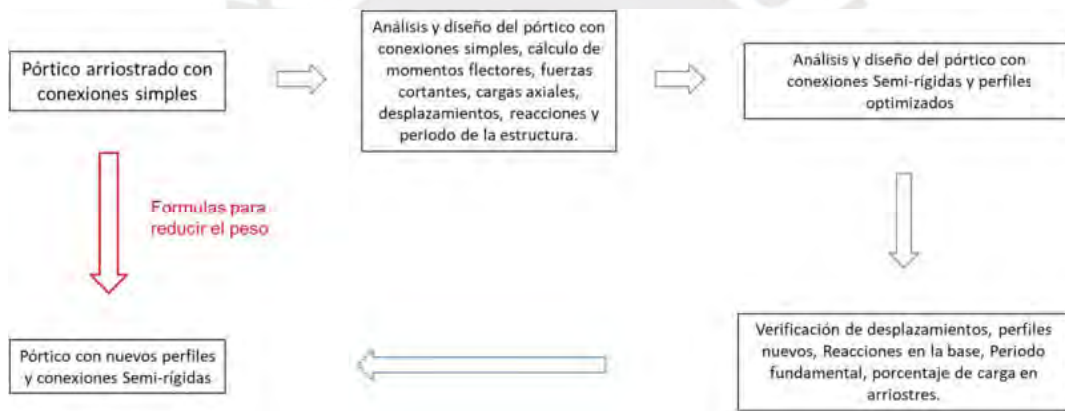 Pórtico arriostrado con
conexiones simples
Análisis y diseño del pórtico con
conexiones simples, cálculo de
momentos flectores, fuerzas
cortantes, cargas axiales,
desplazamientos, reacciones y
periodo de la estructura.
Análisis y diseño del pórtico con
conexiones Semi-rígidas y perfiles
optimizados
Formulas para
reducir el peso
Pórtico con nuevos perfiles
y conexiones Semi-rígidas
Verificación de desplazamientos, perfiles
nuevos, Reacciones en la base, Periodo
fundamental, porcentaje de carga en
arriostres.